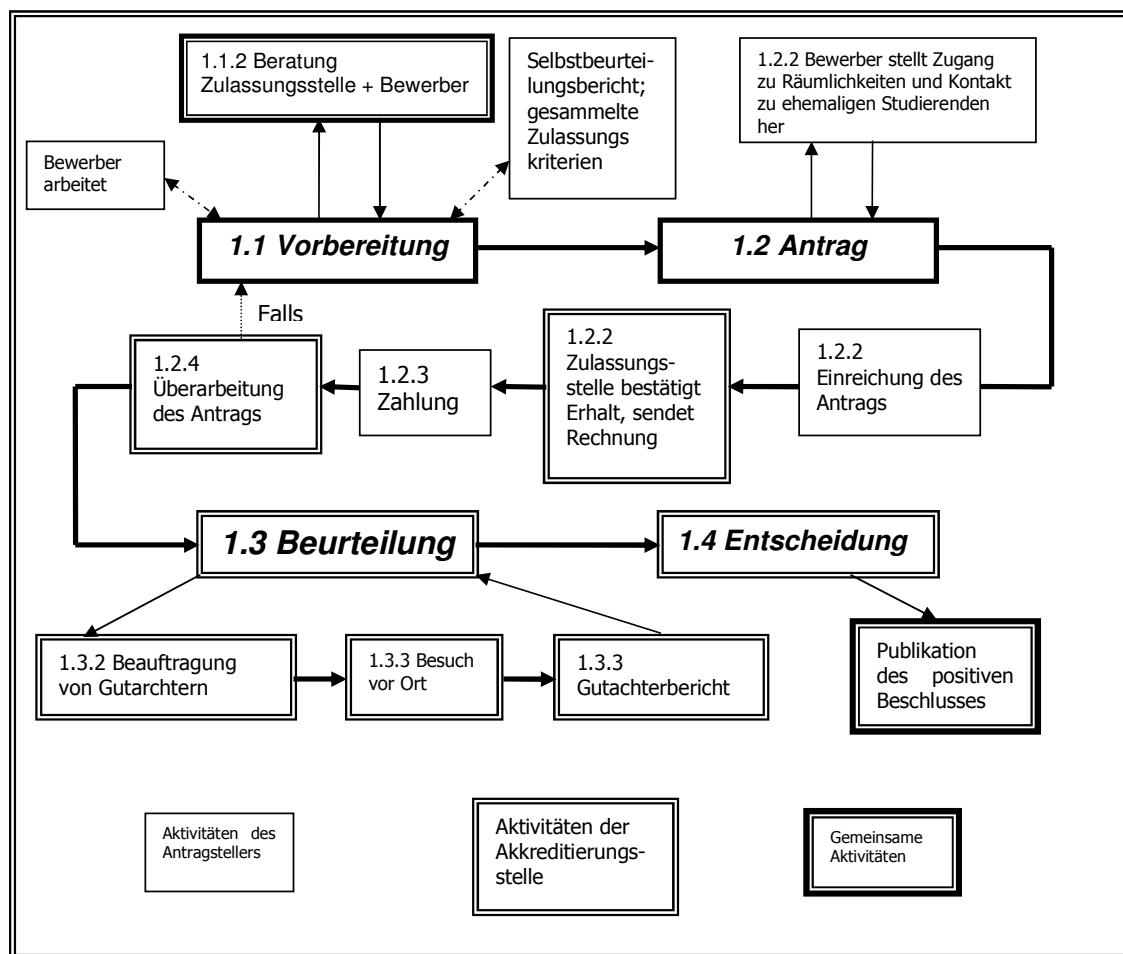 1.1.2 Beratung
Zulassungsstelle + Bewerber
Selbstbeurtei-
lungsbericht;
gesammelte
Zulassungs
kriterien
1.2.2 Bewerber stellt Zugang
zu Räumlichkeiten und Kontakt
zu ehemaligen Studierenden
her
Bewerber
arbeitet
1.1 Vorbereitung
1.2 Antrag
Falls
1.2.4
Überarbeitung
des Antrags
1.2.3
Zahlung
1.2.2
Zulassungs-
stelle bestätigt
Erhalt, sendet
Rechnung
1.2.2
Einreichung des
Antrags
1.3 Beurteilung
1.4 Entscheidung
1.3.2 Beauftragung
von Gutarchtern
1.3.3 Besuch
vor Ort
1.3.3
Gutachterbericht
Publikation
des positiven
Beschlusses
Aktivitäten des
Antragstellers
Aktivitäten der
Akkreditierungs-
stelle
Gemeinsame
Aktivitäten